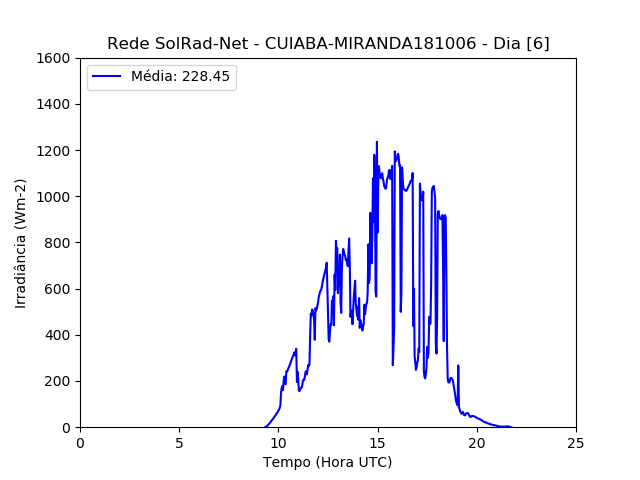 Rede SolRad-Net - CUIABA-MIRANDA181006 - Dia [6]
Média: 228.45
Irradiância (Wm-2)
1600
1400
1200
1000
800
600
400
200
0
0 5 10 15 20 25
Tempo (Hora UTC)